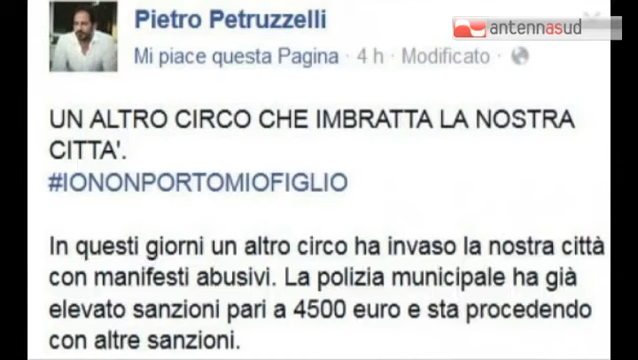 Pietro Petruzzelli
antennasud
Mi piace questa Pagina · 4 h · Modificato ·
UN ALTRO CIRCO CHE IMBRATTA LA NOSTRA
CITTA'.
#IONONPORTOMIOFIGLIO
In questi giorni un altro circo ha invaso la nostra città
con manifesti abusivi. La polizia municipale ha già
elevato sanzioni pari a 4500 euro e sta procedendo
con altre sanzioni.